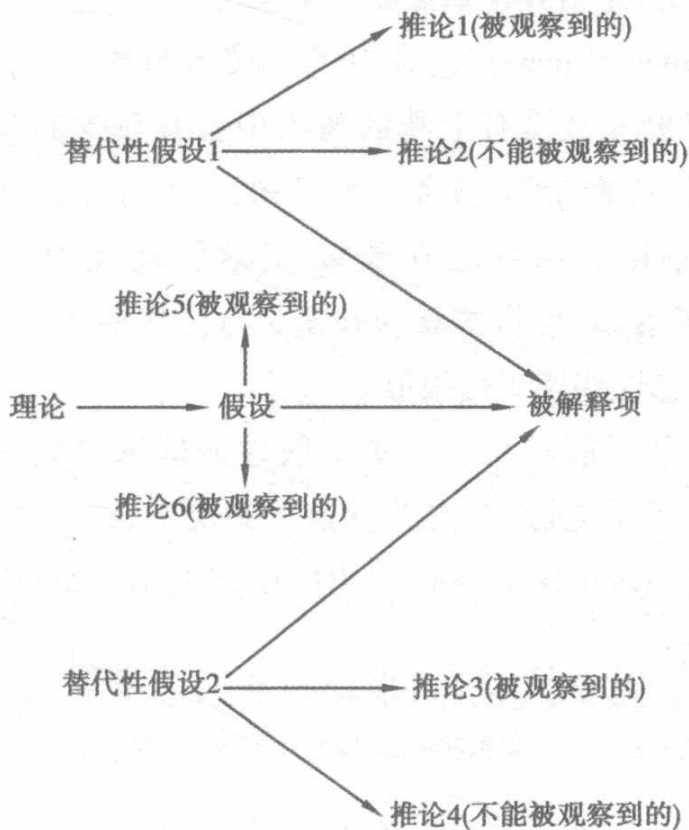 推论1(被观察到的)
替代性假设1
推论2(不能被观察到的)
推论5(被观察到的)
理论
假设
被解释项
推论6(被观察到的)
替代性假设2
推论3(被观察到的)
推论4(不能被观察到的)